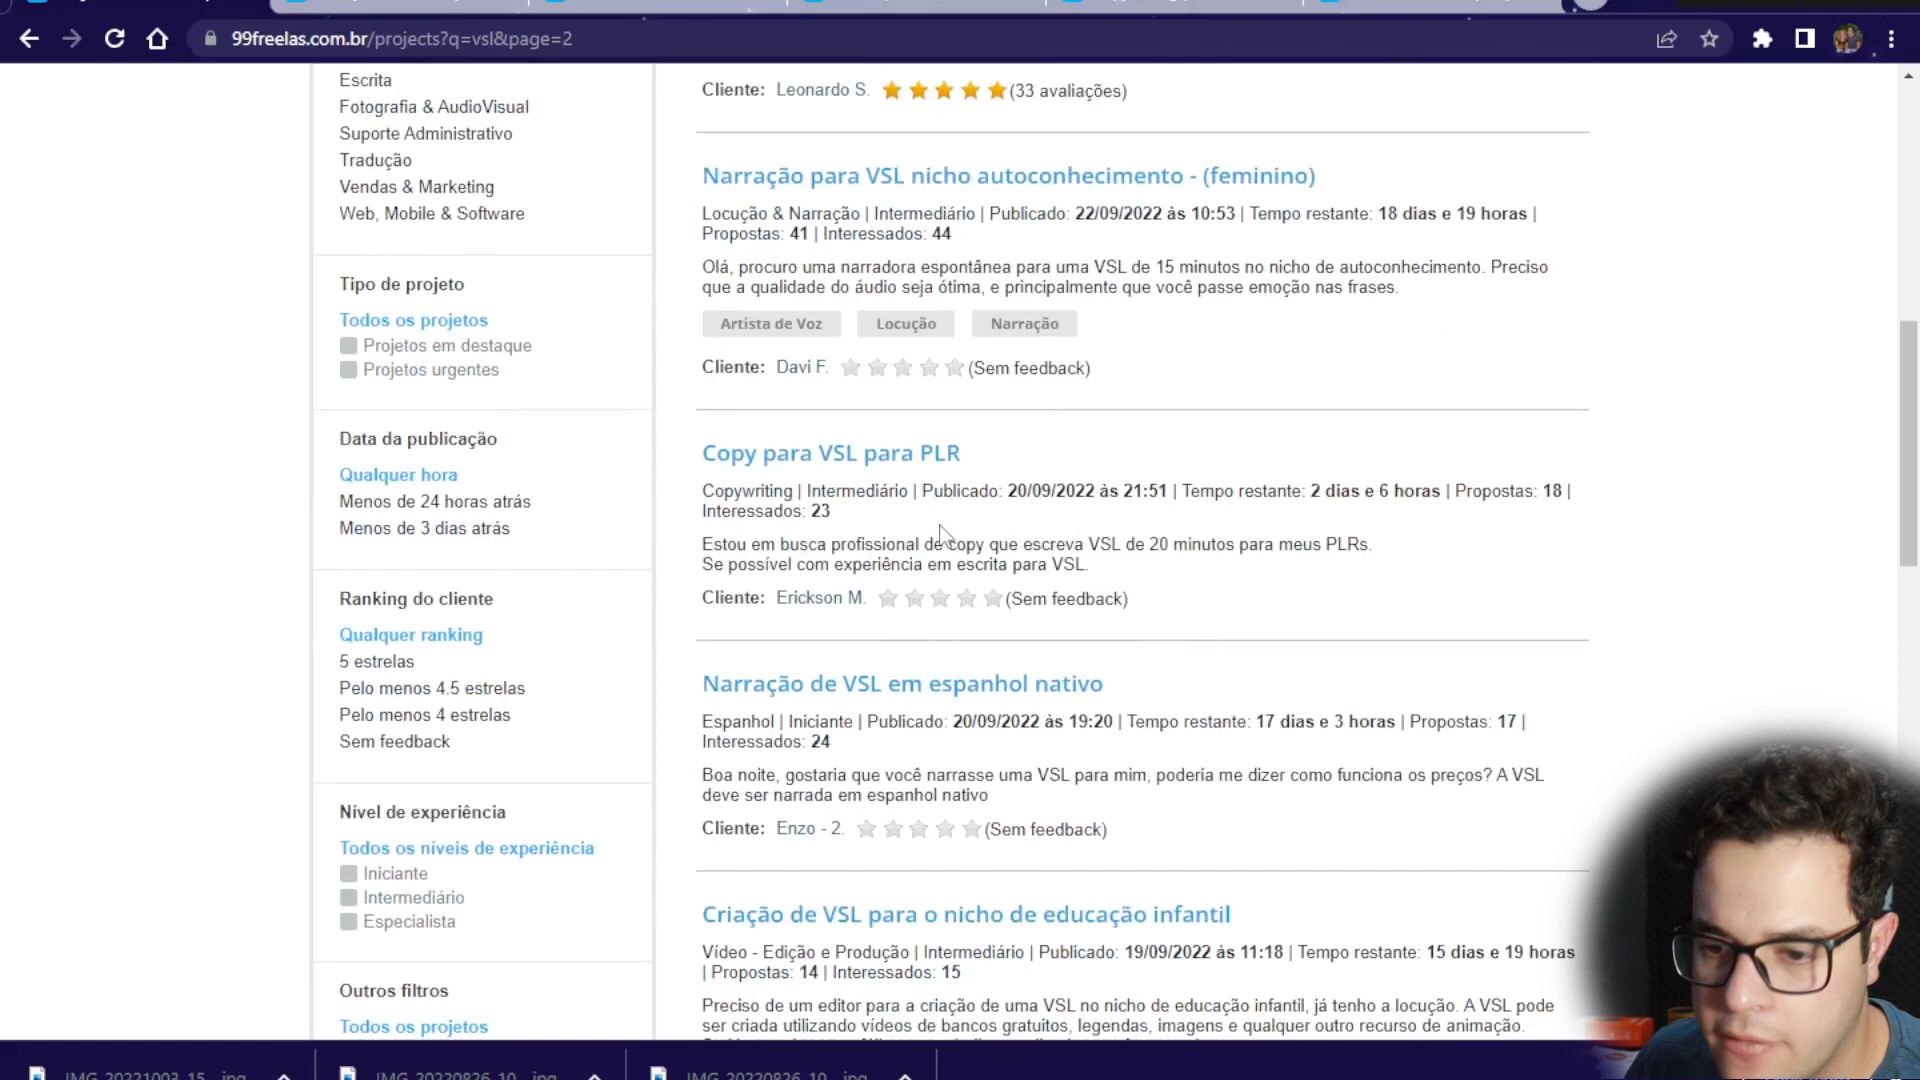 99freelas.com.br/projects?q=vsl&page=2
Escrita
Fotografia & AudioVisual
Suporte Administrativo
Tradução
Vendas & Marketing
Web, Mobile & Software
Tipo de projeto
Todos os projetos
Projetos em destaque
Projetos urgentes
Data da publicação
Qualquer hora
Menos de 24 horas atrás
Menos de 3 dias atrás
Ranking do cliente
Qualquer ranking
5 estrelas
Pelo menos 4.5 estrelas
Pelo menos 4 estrelas
Sem feedback
Nível de experiência
Todos os níveis de experiência
Iniciante
Intermediário
Especialista
Outros filtros
Todos os projetos
Cliente: Leonardo S. (33 avaliações)
Narração para VSL nicho autoconhecimento - (feminino)
Locução & Narração | Intermediário | Publicado: 22/09/2022 às 10:53 | Tempo restante: 18 dias e 19 horas |
Propostas: 41 | Interessados: 44
Olá, procuro uma narradora espontânea para uma VSL de 15 minutos no nicho de autoconhecimento. Preciso
que a qualidade do áudio seja ótima, e principalmente que você passe emoção nas frases.
Artista de Voz Locução Narração
Cliente: Davi F. (Sem feedback)
Copy para VSL para PLR
Copywriting | Intermediário | Publicado: 20/09/2022 às 21:51 | Tempo restante: 2 dias e 6 horas | Propostas: 18 |
Interessados: 23
Estou em busca profissional de copy que escreva VSL de 20 minutos para meus PLRs.
Se possível com experiência em escrita para VSL.
Cliente: Erickson M. (Sem feedback)
Narração de VSL em espanhol nativo
Espanhol | Iniciante | Publicado: 20/09/2022 às 19:20 | Tempo restante: 17 dias e 3 horas | Propostas: 17 |
Interessados: 24
Boa noite, gostaria que você narrasse uma VSL para mim, poderia me dizer como funciona os preços? A VSL
deve ser narrada em espanhol nativo
Cliente: Enzo - 2. (Sem feedback)
Criação de VSL para o nicho de educação infantil
Vídeo - Edição e Produção | Intermediário | Publicado: 19/09/2022 às 11:18 | Tempo restante: 15 dias e 19 horas
| Propostas: 14 | Interessados: 15
Preciso de um editor para a criação de uma VSL no nicho de educação infantil, já tenho a locução. A VSL pode
ser criada utilizando vídeos de bancos gratuitos, legendas, imagens e qualquer outro recurso de animação.